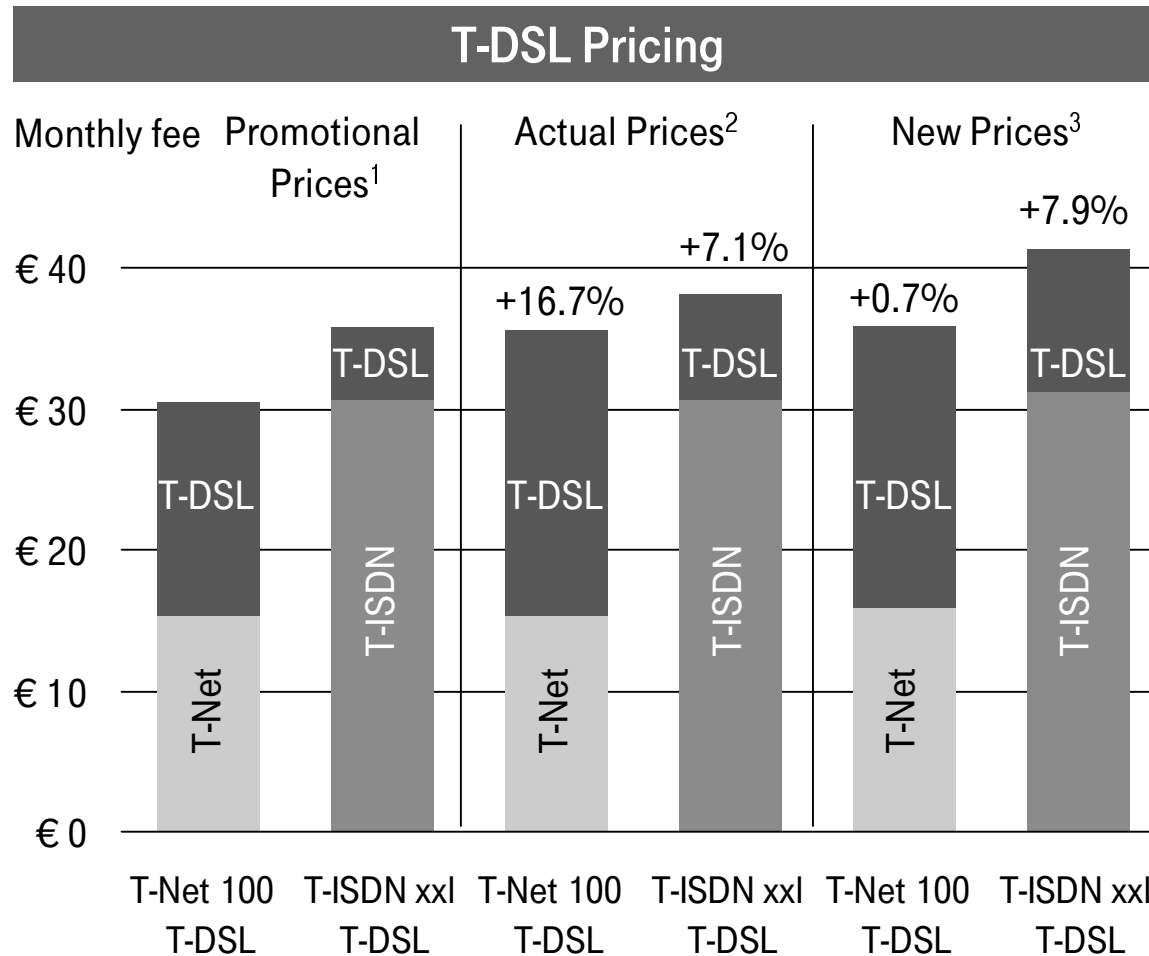 T-DSL Pricing
Monthly fee
Promotional
Prices¹
Actual Prices²
New Prices³
+7.9%
+7.1%
€ 40
+16.7%
+0.7%
T-DSL
T-DSL
T-DSL
€ 30
T-DSL
T-DSL
T-DSL
€ 20
T-ISDN
T-ISDN
T-ISDN
€ 10
T-Net
T-Net
T-Net
€ 0
T-Net 100
T-DSL
T-ISDN xxl
T-DSL
T-Net 100
T-DSL
T-ISDN xxl
T-DSL
T-Net 100
T-DSL
T-ISDN xxl
T-DSL